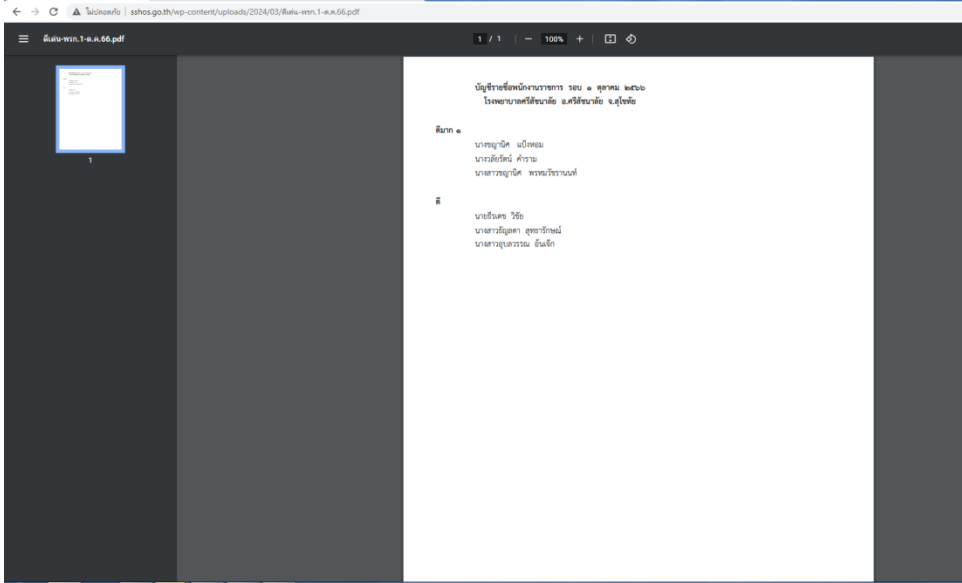 ไม่ปลอดภัย | sshos.go.th/wp-content/uploads/2024/03/ดีเด่น-พรก.1-ต.ค.66.pdf
ดีเด่น-พรก.1-ต.ค.66.pdf
1 / 1 | − 100% +
1
บัญชีรายชื่อพนักงานราชการ รอบ ๑ ตุลาคม ๒๕๖๖
โรงพยาบาลศรีสัชนาลัย อ.ศรีสัชนาลัย จ.สุโขทัย
ดีมาก ๑
นางชญานิศ แป้งหอม
นางวลัยรัตน์ คำราม
นางสาวชญานิศ พรหมวัชรานนท์
ดี
นายธีรเดช วิชัย
นางสาวธัญลดา สุทธารักษณ์
นางสาวอุบลวรรณ อ้นเจ๊ก